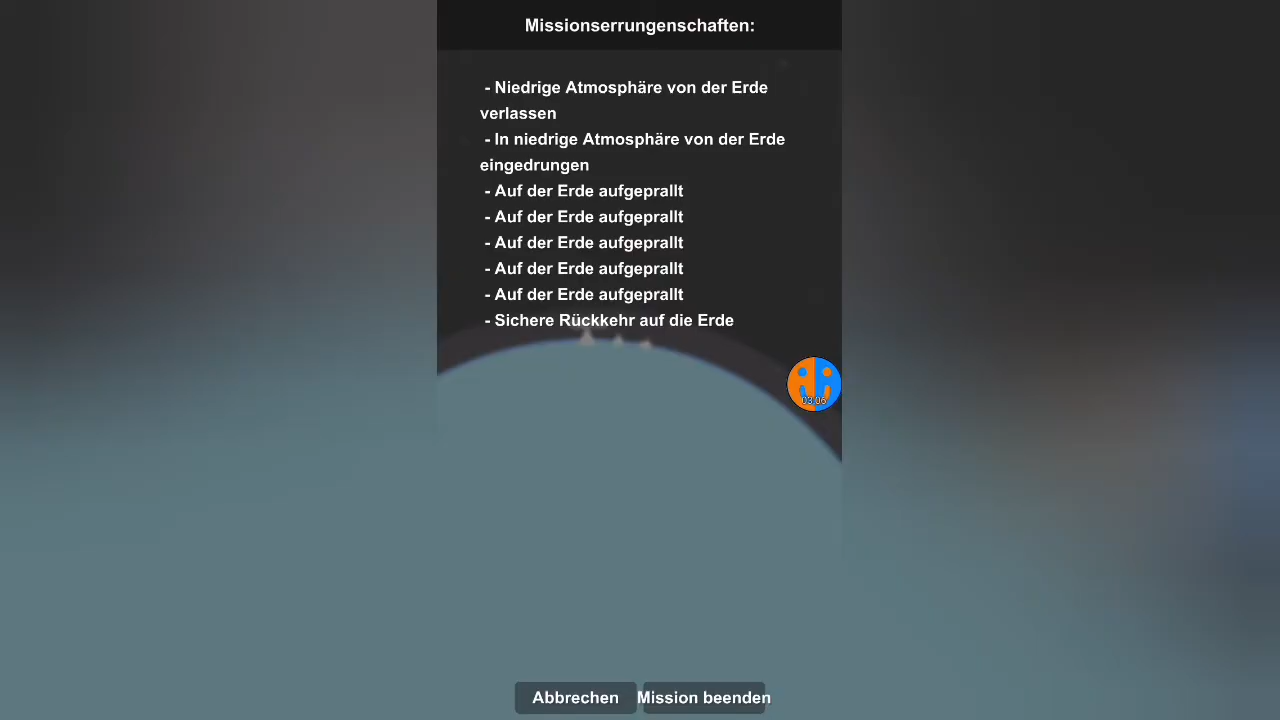 Missionserrungenschaften:
- Niedrige Atmosphäre von der Erde
verlassen
- In niedrige Atmosphäre von der Erde
eingedrungen
- Auf der Erde aufgeprallt
- Auf der Erde aufgeprallt
- Auf der Erde aufgeprallt
- Auf der Erde aufgeprallt
- Auf der Erde aufgeprallt
- Sichere Rückkehr auf die Erde
03:06
Abbrechen
Mission beenden